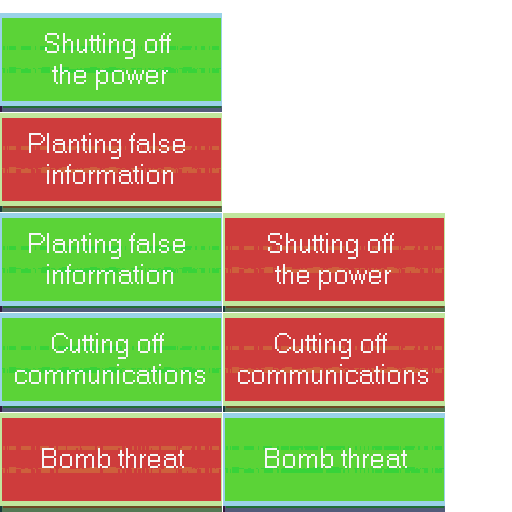 Shutting off
the power
Planting false
information
Planting false
information
Shutting off
the power
Cutting off
communications
Cutting off
communications
Bomb threat
Bomb threat